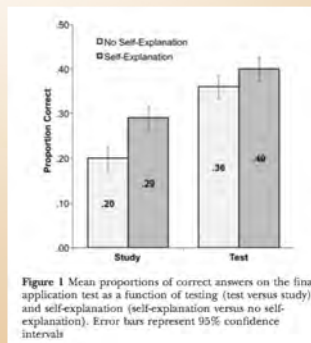 No Self-Explanation
Self-Explanation
.50
.40
.30
.20
.10
.00
Proportion Correct
.20
.29
.36
.40
Study
Test
Figure 1 Mean proportions of correct answers on the final
application test as a function of testing (test versus study)
and self-explanation (self-explanation versus no self-
explanation). Error bars represent 95% confidence
intervals